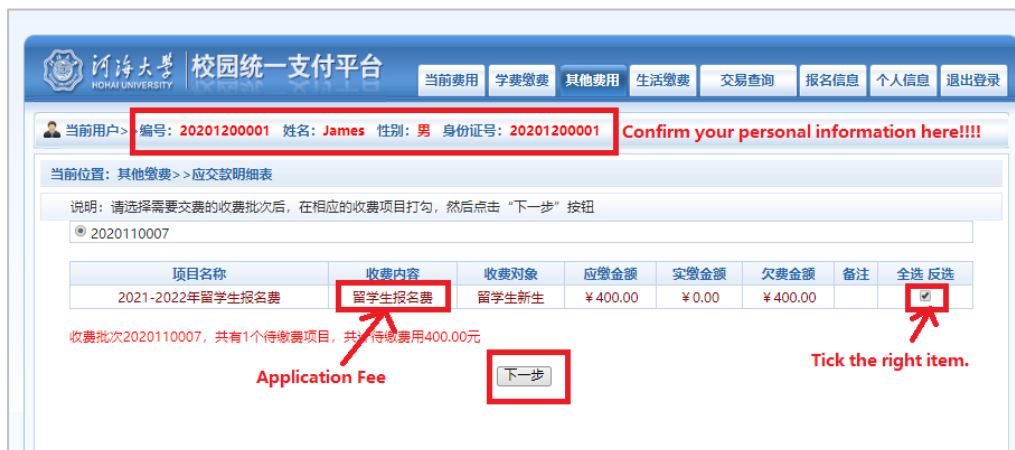 河海大学 校园统一支付平台
HOHAI UNIVERSITY
当前费用 学费缴费 其他费用 生活缴费 交易查询 报名信息 个人信息 退出登录
当前用户>>编号：20201200001 姓名：James 性别：男 身份证号：20201200001 Confirm your personal information here!!!!
当前位置：其他缴费>>应交款明细表
说明：请选择需要交费的收费批次后，在相应的收费项目打勾，然后点击“下一步”按钮
2020110007
项目名称 收费内容 收费对象 应缴金额 实缴金额 欠费金额 备注 全选 反选
2021-2022年留学生报名费 留学生报名费 留学生新生 ￥400.00 ￥0.00 ￥400.00
收费批次2020110007，共有1个待缴费项目，共计待缴费用400.00元
Tick the right item.
Application Fee
下一步